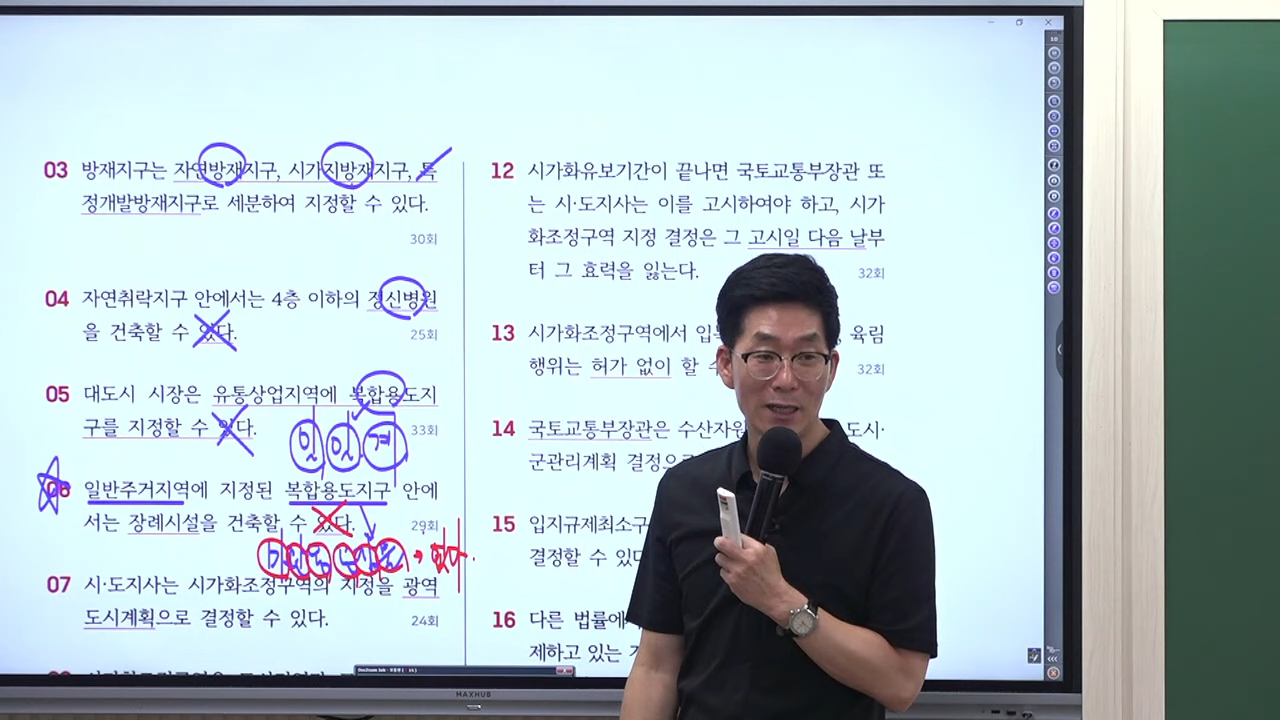 03 방재지구는 자연방재지구, 시가지방재지구, 특
정개발방재지구로 세분하여 지정할 수 있다.
30회
04 자연취락지구 안에서는 4층 이하의 정신병원
을 건축할 수 있다.
25회
05 대도시 시장은 유통상업지역에 복합용도지
구를 지정할 수 있다.
33회
일 일 계
06 일반주거지역에 지정된 복합용도지구 안에
서는 장례시설을 건축할 수 있다.
29회
07 시·도지사는 시가화조정구역의 지정을 광역
도시계획으로 결정할 수 있다.
24회
12 시가화유보기간이 끝나면 국토교통부장관 또
는 시·도지사는 이를 고시하여야 하고, 시가
화조정구역 지정 결정은 그 고시일 다음 날부
터 그 효력을 잃는다.
32회
13 시가화조정구역에서 육림
행위는 허가 없이 할
32회
14 국토교통부장관은 수산자원 도시·
군관리계획 결정으로
15 입지규제최소구
결정할 수 있다
16 다른 법률에
제하고 있는
MAXHUB